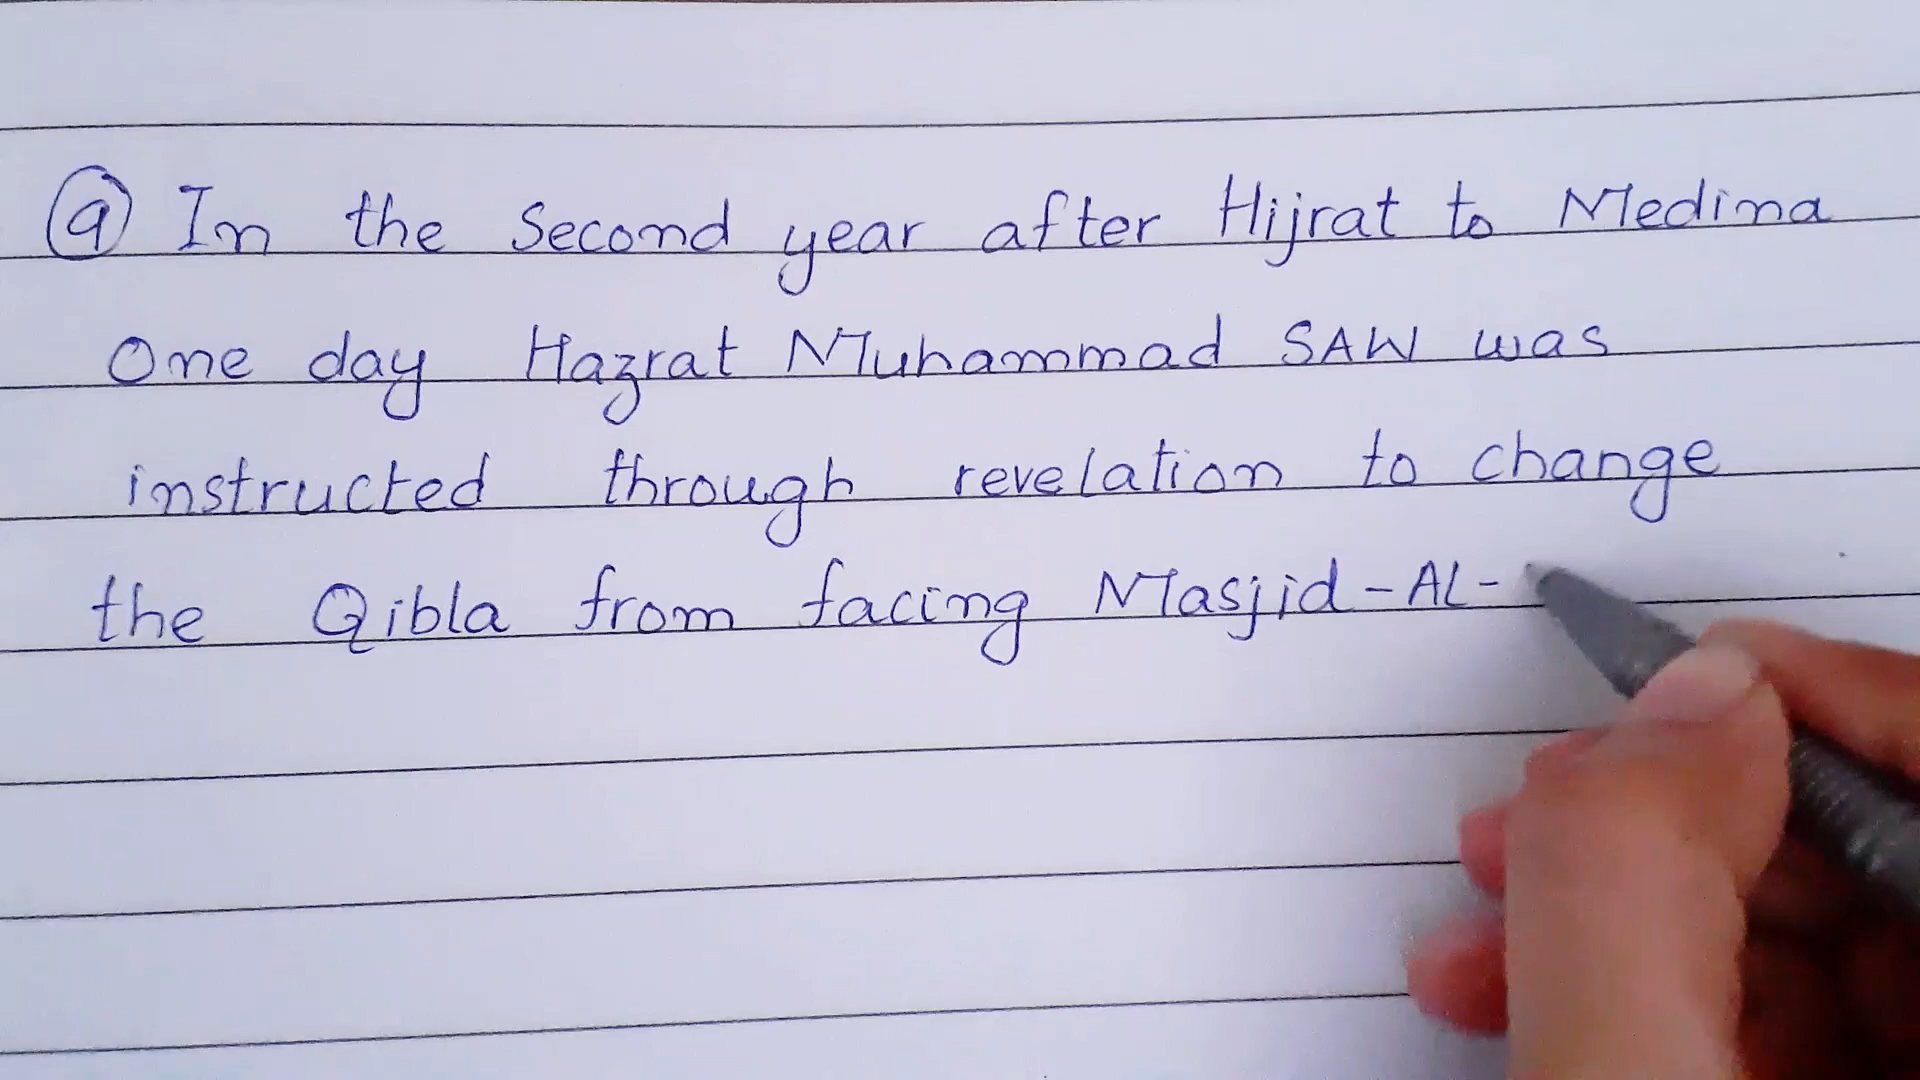 9 In the Second year after Hijrat to Medina
One day Hazrat Muhammad SAW was
instructed through revelation to change
the Qibla from facing Masjid-AL-